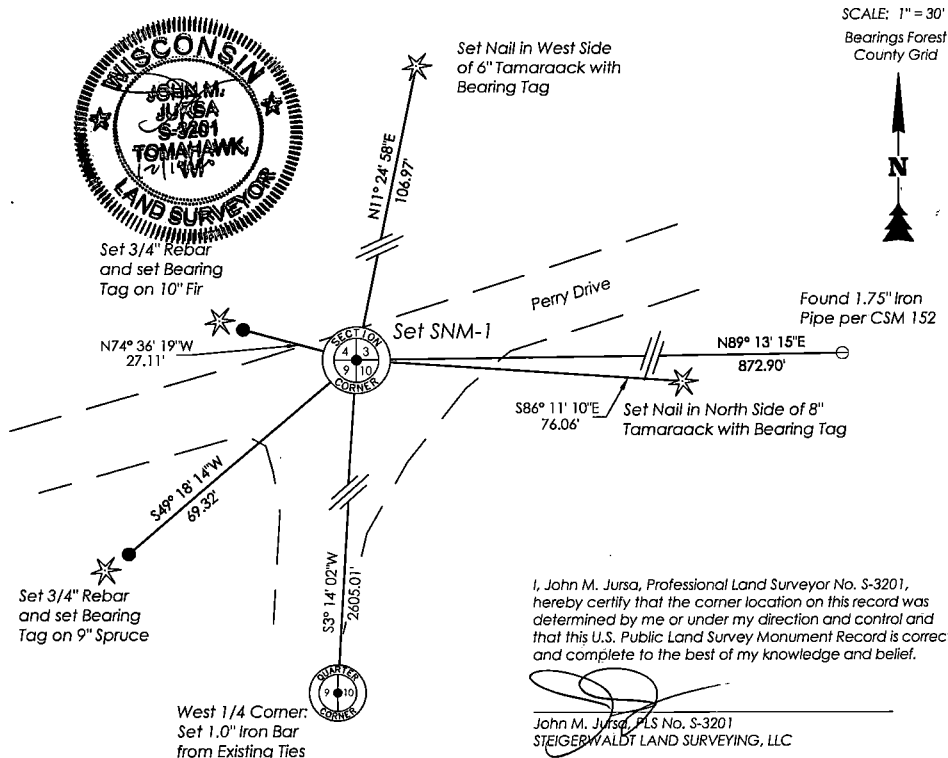 SCALE: 1" = 30'
Bearings Forest
County Grid
N
WISCONSIN
JOHN M.
JURSA
S-3201
TOMAHAWK,
WI
LAND SURVEYOR
Set Nail in West Side
of 6" Tamaraack with
Bearing Tag
N11° 24' 58"E
106.97'
Set 3/4" Rebar
and set Bearing
Tag on 10" Fir
N74° 36' 19"W
27.11'
Perry Drive
Set SNM-1
SECTION
4 3
9 10
CORNER
Found 1.75" Iron
Pipe per CSM 152
N89° 13' 15"E
872.90'
S86° 11' 10"E
76.06'
Set Nail in North Side of 8"
Tamaraack with Bearing Tag
S49° 18' 14"W
69.32'
Set 3/4" Rebar
and set Bearing
Tag on 9" Spruce
S3° 14' 02"W
2605.01'
QUARTER
9 10
CORNER
West 1/4 Corner:
Set 1.0" Iron Bar
from Existing Ties
I, John M. Jursa, Professional Land Surveyor No. S-3201,
hereby certify that the corner location on this record was
determined by me or under my direction and control and
that this U.S. Public Land Survey Monument Record is correc
and complete to the best of my knowledge and belief.
John M. Jursa, PLS No. S-3201
STEIGERWALDT LAND SURVEYING, LLC